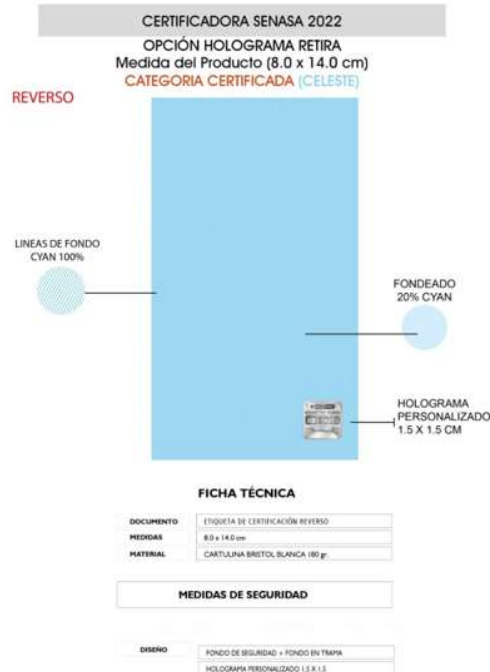 CERTIFICADORA SENASA 2022
OPCIÓN HOLOGRAMA RETIRA
Medida del Producto (8.0 x 14.0 cm)
CATEGORIA CERTIFICADA (CELESTE)
REVERSO
LINEAS DE FONDO
CYAN 100%
FONDEADO
20% CYAN
HOLOGRAMA
PERSONALIZADO
1.5 X 1.5 CM
FICHA TÉCNICA
DOCUMENTO ETIQUETA DE CERTIFICACIÓN REVERSO
MEDIDAS 8.0 x 14.0 cm
MATERIAL CARTULINA BRISTOL BLANCA 180 gr.
MEDIDAS DE SEGURIDAD
DISEÑO FONDO DE SEGURIDAD + FONDO EN TRAMA
HOLOGRAMA PERSONALIZADO 1.5 X 1.5